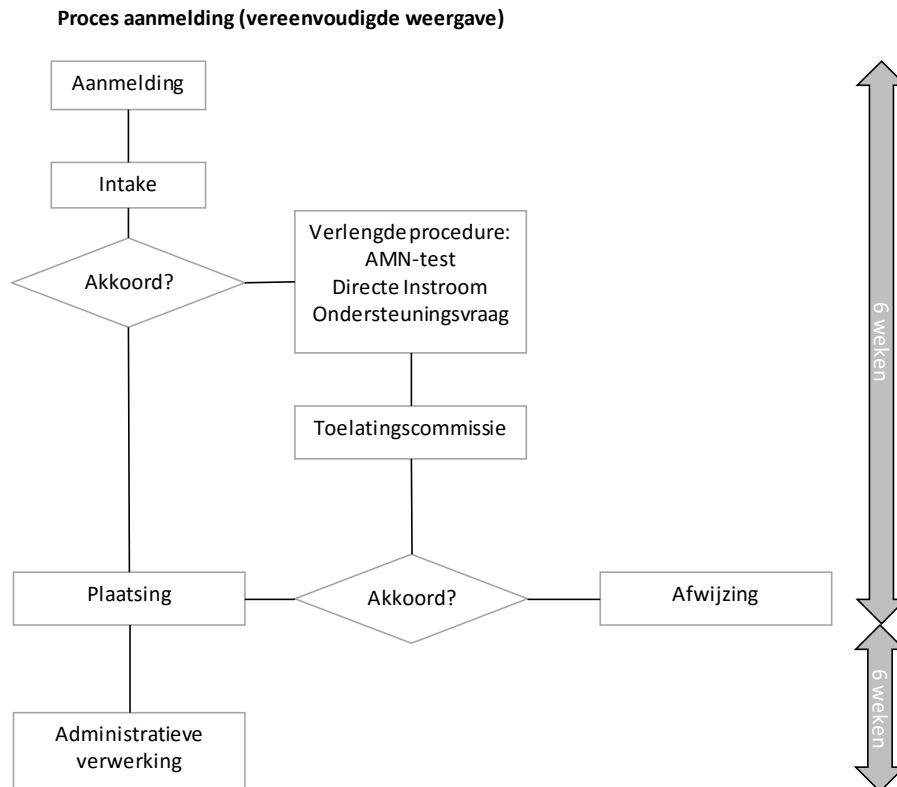 Proces aanmelding (vereenvoudigde weergave)
Aanmelding
Intake
Akkoord?
Verlengde procedure:
AMN-test
Directe Instroom
Ondersteuningsvraag
6 weken
Toelatingscommissie
Plaatsing
Akkoord?
Afwijzing
Administratieve
verwerking
6 weken